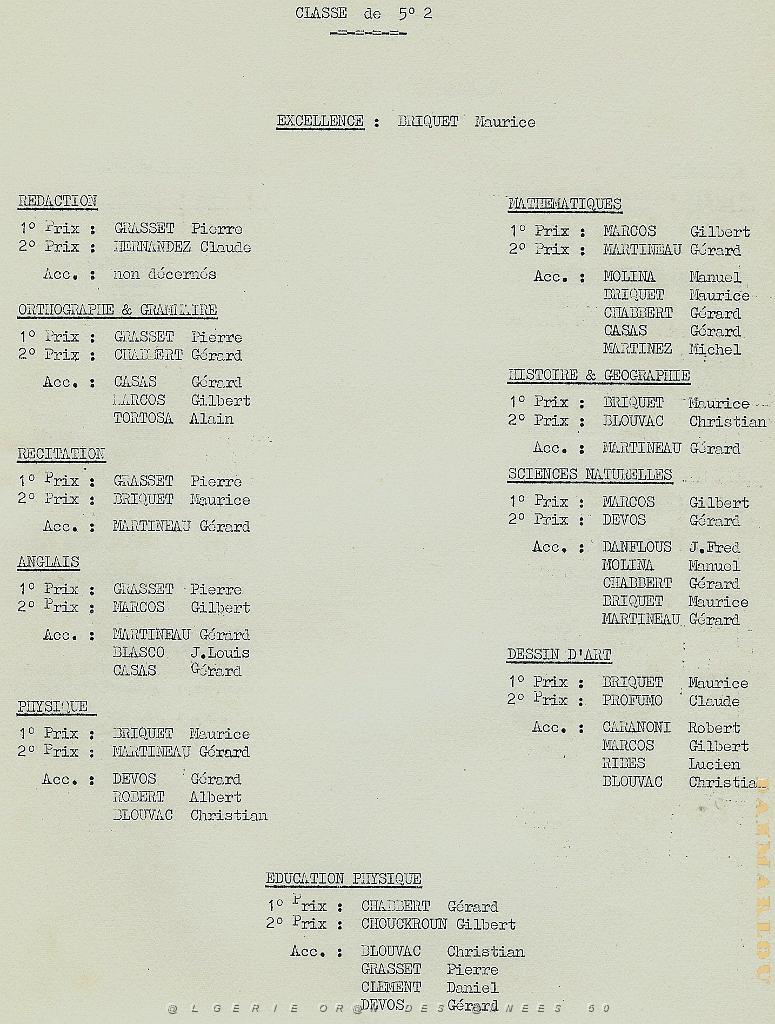 CLASSE de 5° 2
-=-=-=-=-
EXCELLENCE : BRIQUET Maurice
REDACTION
1° Prix : GRASSET Pierre
2° Prix : HERNANDEZ Claude
Acc. : non décernés
ORTHOGRAPHE & GRAMMAIRE
1° Prix : GRASSET Pierre
2° Prix : CHABBERT Gérard
Acc. : CASAS Gérard
MARCOS Gilbert
TORTOSA Alain
RECITATION
1° Prix : GRASSET Pierre
2° Prix : BRIQUET Maurice
Acc. : MARTINEAU Gérard
ANGLAIS
1° Prix : GRASSET Pierre
2° Prix : MARCOS Gilbert
Acc. : MARTINEAU Gérard
BLASCO J.Louis
CASAS Gérard
PHYSIQUE
1° Prix : BRIQUET Maurice
2° Prix : MARTINEAU Gérard
Acc. : DEVOS Gérard
ROBERT Albert
BLOUVAC Christian
MATHEMATIQUES
1° Prix : MARCOS Gilbert
2° Prix : MARTINEAU Gérard
Acc. : MOLINA Manuel
BRIQUET Maurice
CHABBERT Gérard
CASAS Gérard
MARTINEZ Michel
HISTOIRE & GEOGRAPHIE
1° Prix : BRIQUET Maurice
2° Prix : BLOUVAC Christian
Acc. : MARTINEAU Gérard
SCIENCES NATURELLES
1° Prix : MARCOS Gilbert
2° Prix : DEVOS Gérard
Acc. : DANFLOUS J.Fred
MOLINA Manuel
CHABBERT Gérard
BRIQUET Maurice
MARTINEAU Gérard
DESSIN D'ART
1° Prix : BRIQUET Maurice
2° Prix : PROFUMO Claude
Acc. : CARANONI Robert
MARCOS Gilbert
RIBES Lucien
BLOUVAC Christian
EDUCATION PHYSIQUE
1° Prix : CHABBERT Gérard
2° Prix : CHOUCKROUN Gilbert
Acc. : BLOUVAC Christian
GRASSET Pierre
CLEMENT Daniel
DEVOS Gérard
@LGERIE OR@N DES @NNEES 50